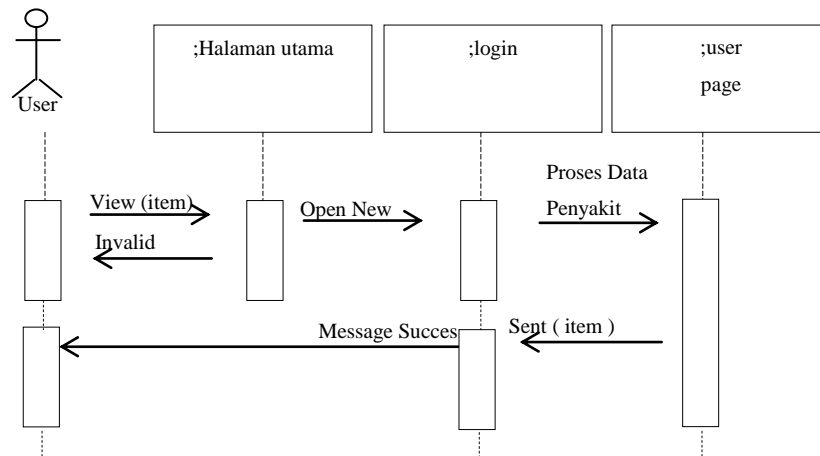 ;Halaman utama
;login
;user
page
User
Proses Data
View (item)
Open New
Penyakit
Invalid
Message Succes
Sent ( item )